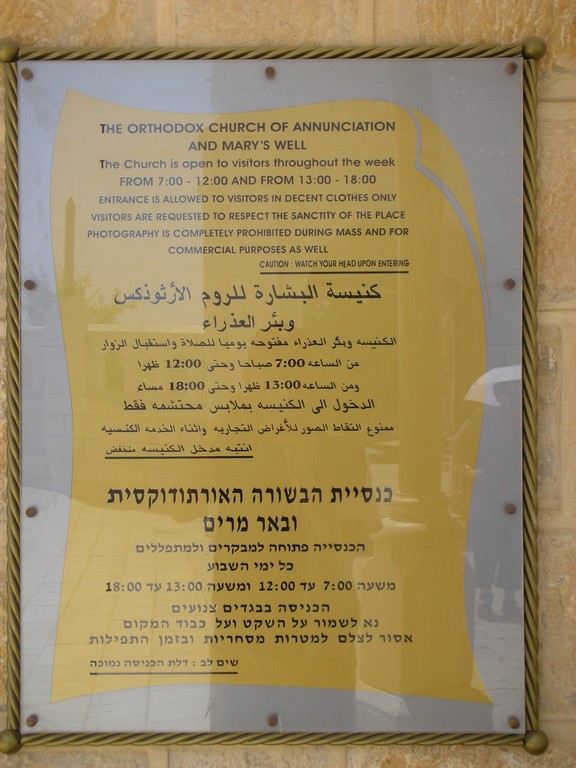 THE ORTHODOX CHURCH OF ANNUNCIATION
AND MARY'S WELL
The Church is open to visitors throughout the week
FROM 7:00 - 12:00 AND FROM 13:00 - 18:00
ENTRANCE IS ALLOWED TO VISITORS IN DECENT CLOTHES ONLY
VISITORS ARE REQUESTED TO RESPECT THE SANCTITY OF THE PLACE
PHOTOGRAPHY IS COMPLETELY PROHIBITED DURING MASS AND FOR
COMMERCIAL PURPOSES AS WELL
CAUTION : WATCH YOUR HEAD UPON ENTERING
كنيسة البشارة للروم الأرثوذكس
وبئر العذراء
الكنيسه وبئر العذراء مفتوحه يوميا للصلاة واستقبال الزوار
من الساعه 7:00 صباحا وحتى 12:00 ظهرا
ومن الساعه 13:00 ظهرا وحتى 18:00 مساء
الدخول الى الكنيسه بملابس محتشمه فقط
ممنوع التقاط الصور للأغراض التجاريه واثناء الخدمه الكنسيه
انتبه مدخل الكنيسه منخفض
כנסיית הבשורה האורתודוקסית
ובאר מרים
הכנסייה פתוחה למבקרים ולמתפללים
כל ימי השבוע
משעה 7:00 עד 12:00 ומשעה 13:00 עד 18:00
הכניסה בבגדים צנועים
נא לשמור על השקט ועל כבוד המקום
אסור לצלם למטרות מסחריות ובזמן התפילות
שים לב : דלת הכניסה נמוכה